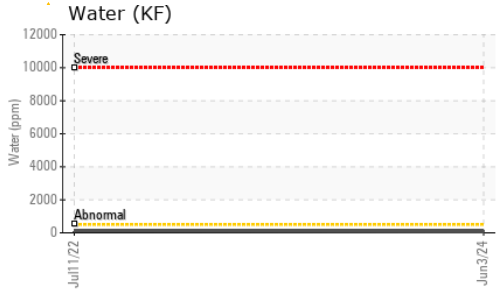 Water (KF)
12000
Severe
10000
8000
Water (ppm)
6000
4000
2000
Abnormal
0
Jul11/22
Jun3/24